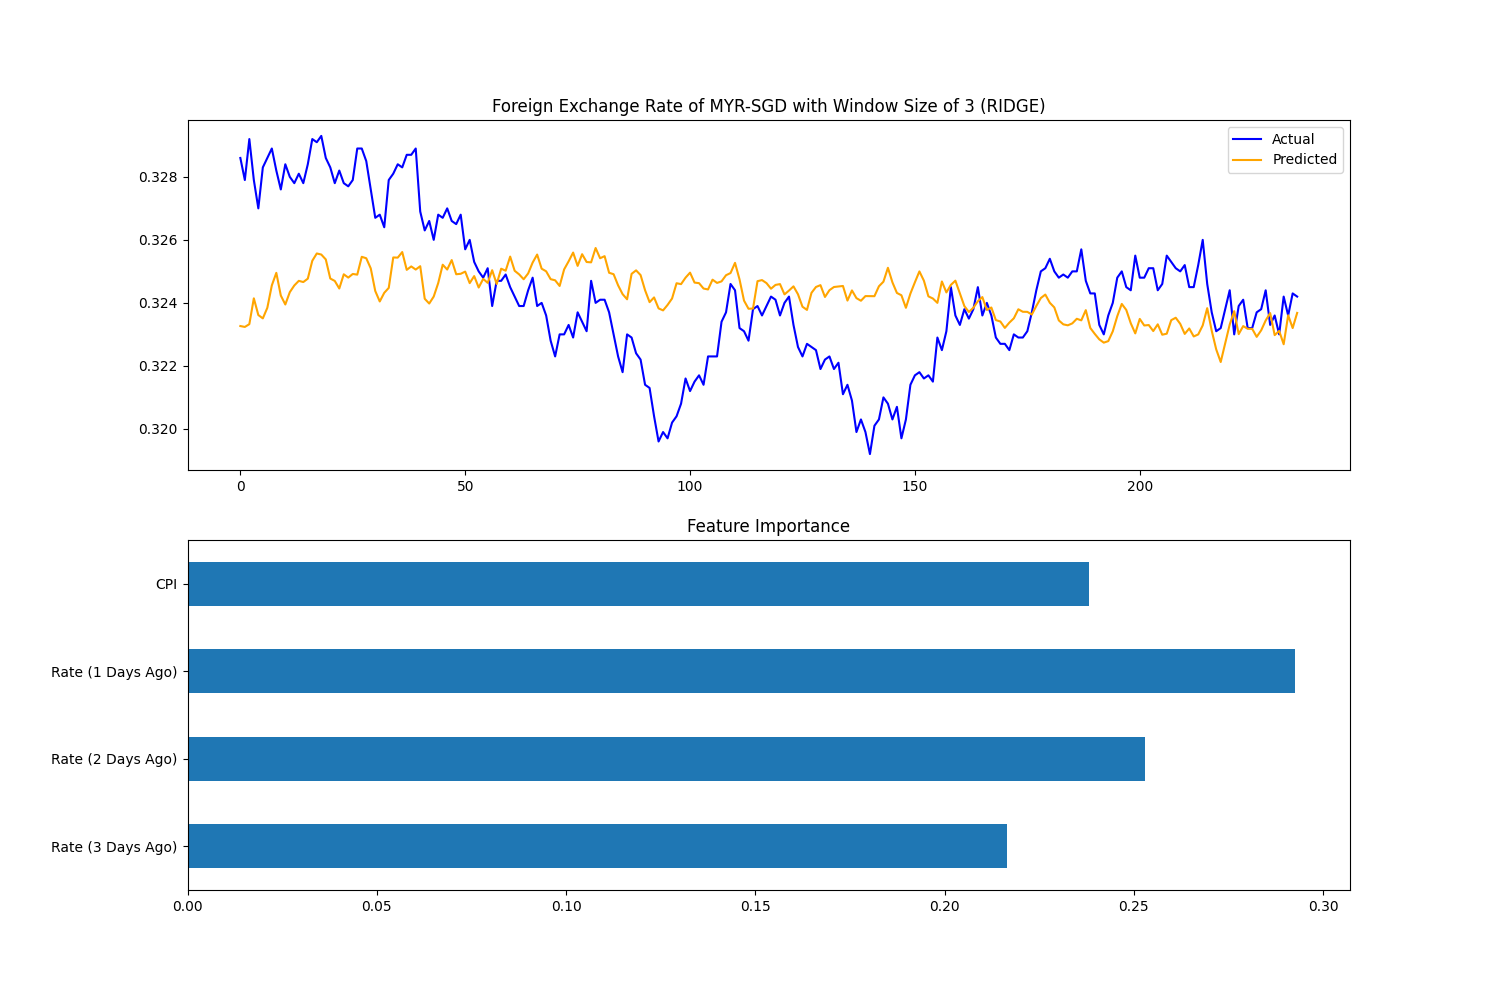 Foreign Exchange Rate of MYR-SGD with Window Size of 3 (RIDGE)
Actual
Predicted
0.328
0.326
0.324
0.322
0.320
0 50 100 150 200
Feature Importance
CPI
Rate (1 Days Ago)
Rate (2 Days Ago)
Rate (3 Days Ago)
0.00 0.05 0.10 0.15 0.20 0.25 0.30